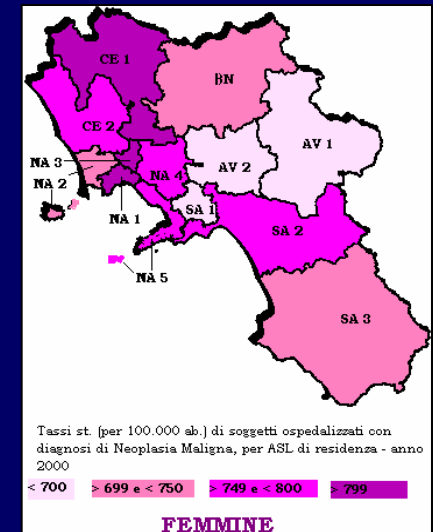 CE 1
BN
CE 2
AV 1
NA 3
AV 2
NA 4
NA 2
NA 1
SA 1
SA 2
NA 5
SA 3
Tassi st. (per 100.000 ab.) di soggetti ospedalizzati con
diagnosi di Neoplasia Maligna, per ASL di residenza - anno
2000
< 700 > 699 e < 750 > 749 e < 800 > 799
FEMMINE